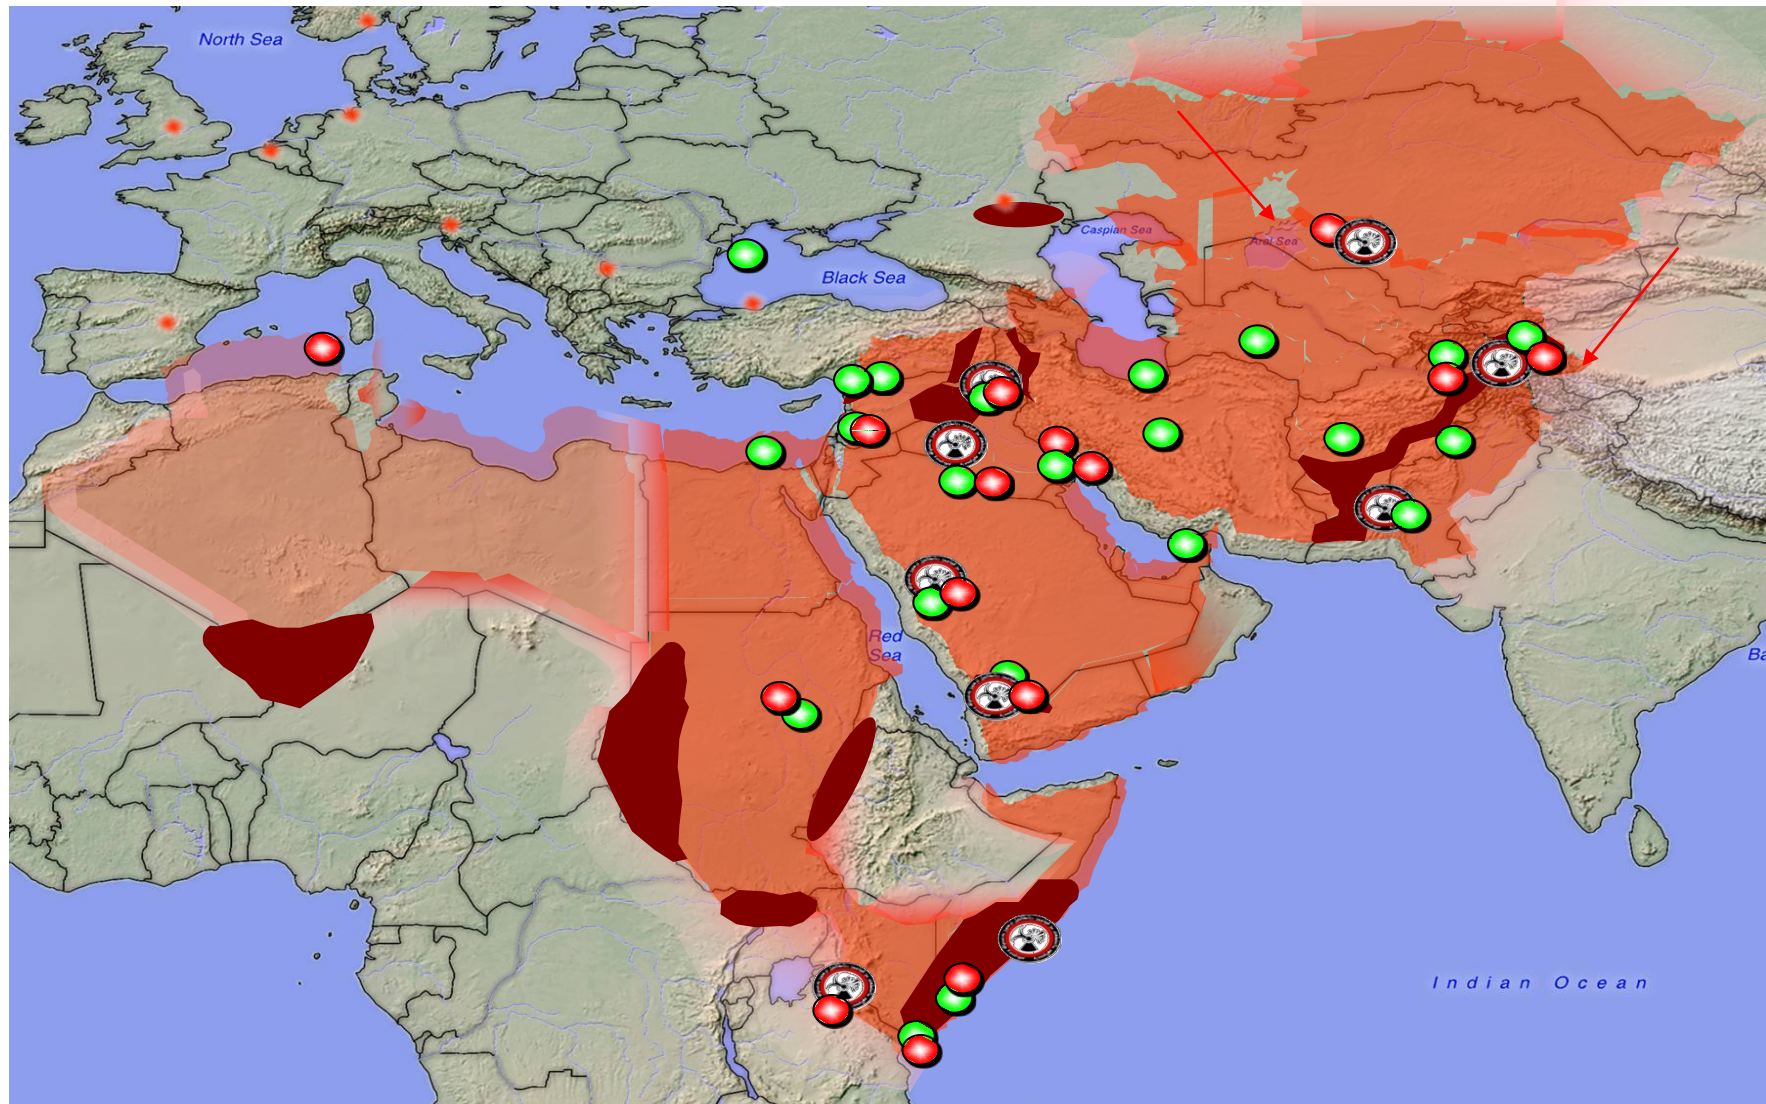 North Sea
Caspian Sea
Aral Sea
Black Sea
Red
Sea
Ba
Indian Ocean